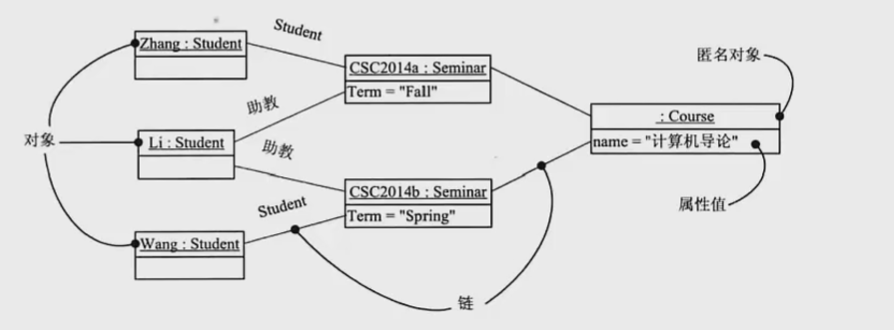 Zhang : Student
Student
CSC2014a : Seminar
Term = "Fall"
匿名对象
: Course
name = "计算机导论"
助教
对象
Li : Student
助教
CSC2014b : Seminar
Term = "Spring"
属性值
Student
Wang : Student
链